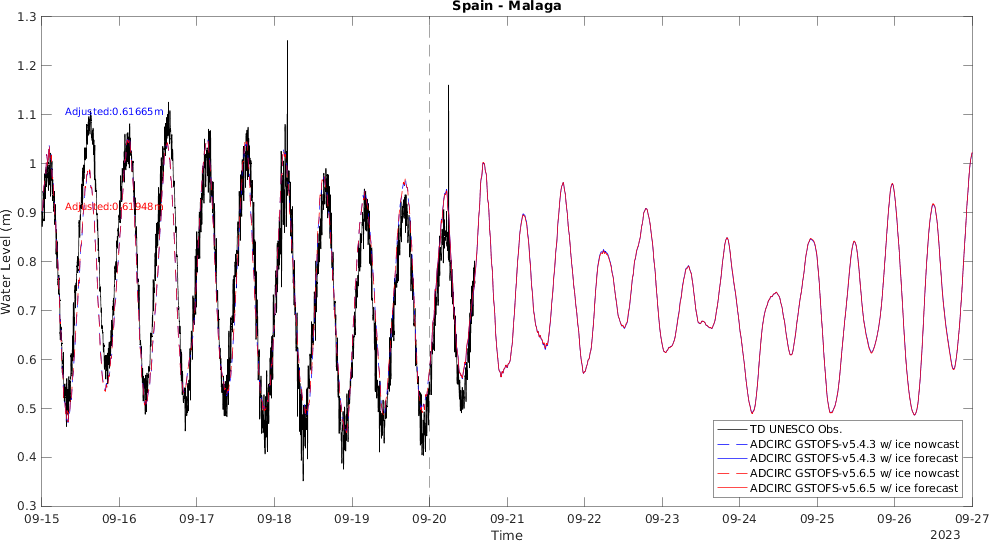 Spain - Malaga
1.3
1.2
1.1
1
0.9
0.8
0.7
0.6
0.5
0.4
0.3
Water Level (m)
Adjusted:0.61665m
Adjusted:0.61948m
09-15
09-16
09-17
09-18
09-19
09-20
09-21
09-22
09-23
09-24
09-25
09-26
09-27
Time
2023
TD UNESCO Obs.
ADCIRC GSTOFS-v5.4.3 w/ ice nowcast
ADCIRC GSTOFS-v5.4.3 w/ ice forecast
ADCIRC GSTOFS-v5.6.5 w/ ice nowcast
ADCIRC GSTOFS-v5.6.5 w/ ice forecast